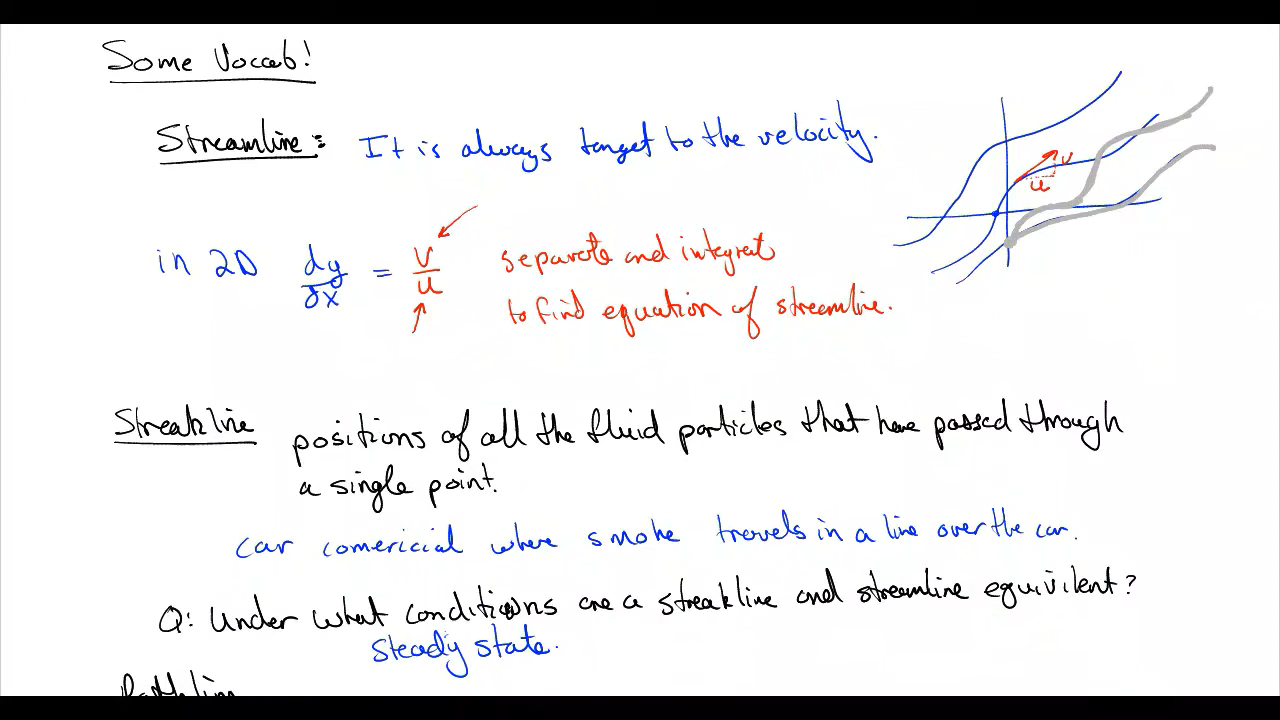 Some Vocab!
Streamline: It is always tanget to the velocity.
v
u
in 2D dy/dx = v/u separate and integrat
to find equation of streamline.
Streakline positions of all the fluid particles that have passed through
a single point.
car comericial where smoke travels in a line over the car.
Q: Under what conditions are a streakline and streamline equivilent?
steady state.